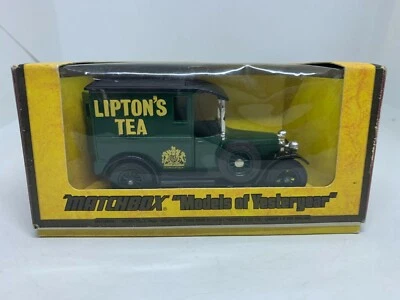 LIPTON'S
TEA
"MATCHBOX" "Models of Yesteryear"